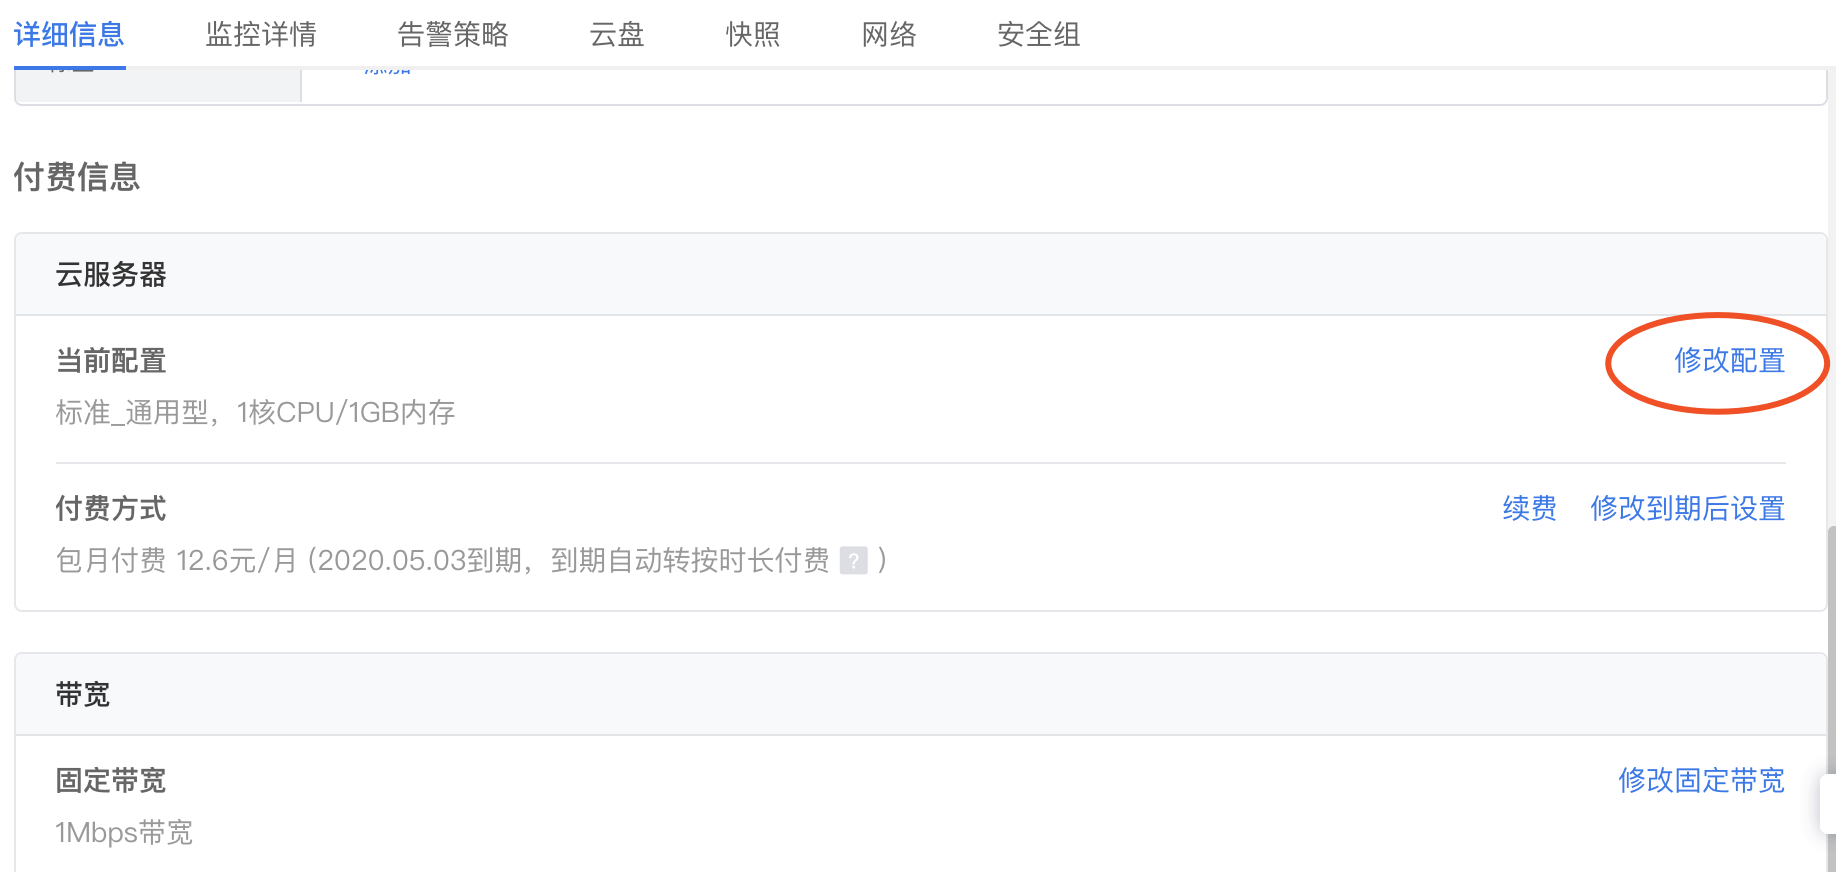 详细信息 监控详情 告警策略 云盘 快照 网络 安全组
添加
付费信息
云服务器
当前配置 修改配置
标准_通用型，1核CPU/1GB内存
付费方式 续费 修改到期后设置
包月付费 12.6元/月 (2020.05.03到期，到期自动转按时长付费 ? )
带宽
固定带宽 修改固定带宽
1Mbps带宽